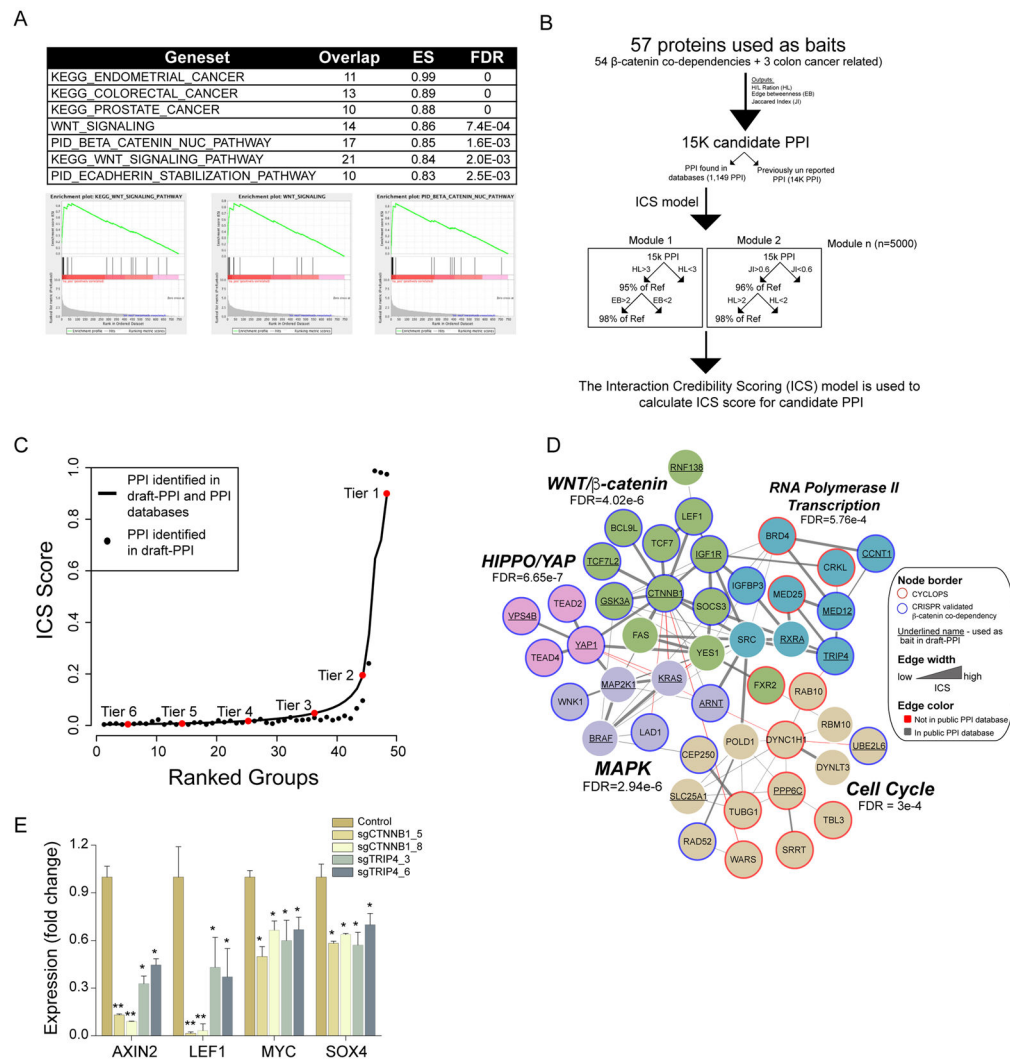 A
Geneset Overlap ES FDR
KEGG_ENDOMETRIAL_CANCER 11 0.99 0
KEGG_COLORECTAL_CANCER 13 0.89 0
KEGG_PROSTATE_CANCER 10 0.88 0
WNT_SIGNALING 14 0.86 7.4E-04
PID_BETA_CATENIN_NUC_PATHWAY 17 0.85 1.6E-03
KEGG_WNT_SIGNALING_PATHWAY 21 0.84 2.0E-03
PID_ECADHERIN_STABILIZATION_PATHWAY 10 0.83 2.5E-03
Enrichment plot: KEGG_WNT_SIGNALING_PATHWAY
Enrichment plot: WNT_SIGNALING
Enrichment plot: PID_BETA_CATENIN_NUC_PATHWAY
B
57 proteins used as baits
54 β-catenin co-dependencies + 3 colon cancer related)
Outputs:
H/L Ration (HL)
Edge betweenness (EB)
Jaccared Index (JI)
15K candidate PPI
PPI found in
databases (1,149 PPI)
Previously un reported
PPI (14K PPI)
ICS model
Module 1
15k PPI
HL>3 HL<3
95% of Ref
EB>2 EB<2
98% of Ref
Module 2
15k PPI
JI>0.6 JI<0.6
96% of Ref
HL>2 HL<2
98% of Ref
Module n (n=5000)
The Interaction Credibility Scoring (ICS) model is used to
calculate ICS score for candidate PPI
C
ICS Score
1.0
0.8
0.6
0.4
0.2
0.0
PPI identified in
draft-PPI and PPI
databases
PPI identified
in draft-PPI
Tier 1
Tier 2
Tier 3
Tier 4
Tier 5
Tier 6
0 10 20 30 40 50
Ranked Groups
D
WNT/β-catenin
FDR=4.02e-6
RNA Polymerase II
Transcription
FDR=5.76e-4
HIPPO/YAP
FDR=6.65e-7
MAPK
FDR=2.94e-6
Cell Cycle
FDR = 3e-4
RNF138
LEF1
BCL9L
TCF7
TCF7L2
IGF1R
GSK3A
CTNNB1
SOCS3
FAS
YES1
FXR2
BRD4
CCNT1
CRKL
IGFBP3
MED25
MED12
SRC
RXRA
TRIP4
TEAD2
VPS4B
YAP1
TEAD4
MAP2K1
KRAS
WNK1
ARNT
BRAF
LAD1
RAB10
RBM10
POLD1
DYNC1H1
UBE2L6
CEP250
DYNLT3
SLC25A1
PPP6C
TUBG1
TBL3
RAD52
SRRT
WARS
Node border
CYCLOPS
CRISPR validated
β-catenin co-dependency
Underlined name - used as
bait in draft-PPI
Edge width
low high
ICS
Edge color
Not in public PPI database
In public PPI database
E
Expression (fold change)
1.2
0.9
0.6
0.3
0.0
Control
sgCTNNB1_5
sgCTNNB1_8
sgTRIP4_3
sgTRIP4_6
** ** * *
** ** * *
* * * *
* * * *
AXIN2 LEF1 MYC SOX4